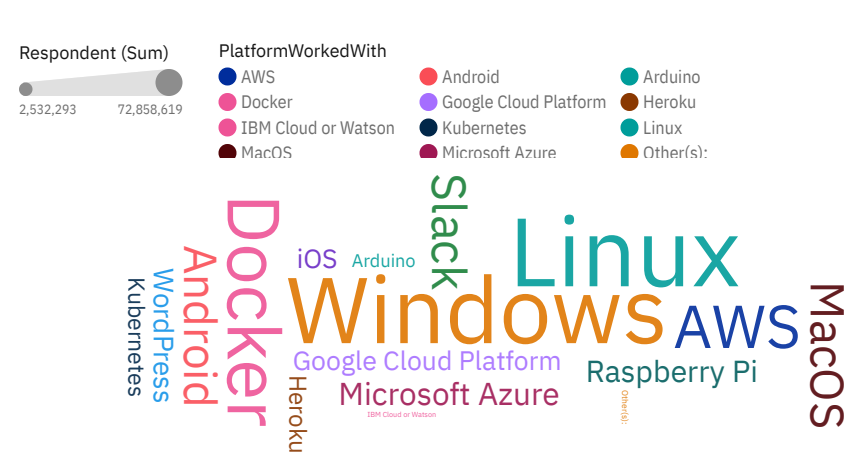 Respondent (Sum)
2,532,293 72,858,619
PlatformWorkedWith
AWS Android Arduino
Docker Google Cloud Platform Heroku
IBM Cloud or Watson Kubernetes Linux
MacOS Microsoft Azure Other(s):
Slack
Docker
Linux
iOS
Arduino
Android
WordPress
Kubernetes
Windows
AWS
MacOS
Google Cloud Platform
Raspberry Pi
Heroku
Microsoft Azure
IBM Cloud or Watson
Other(s):